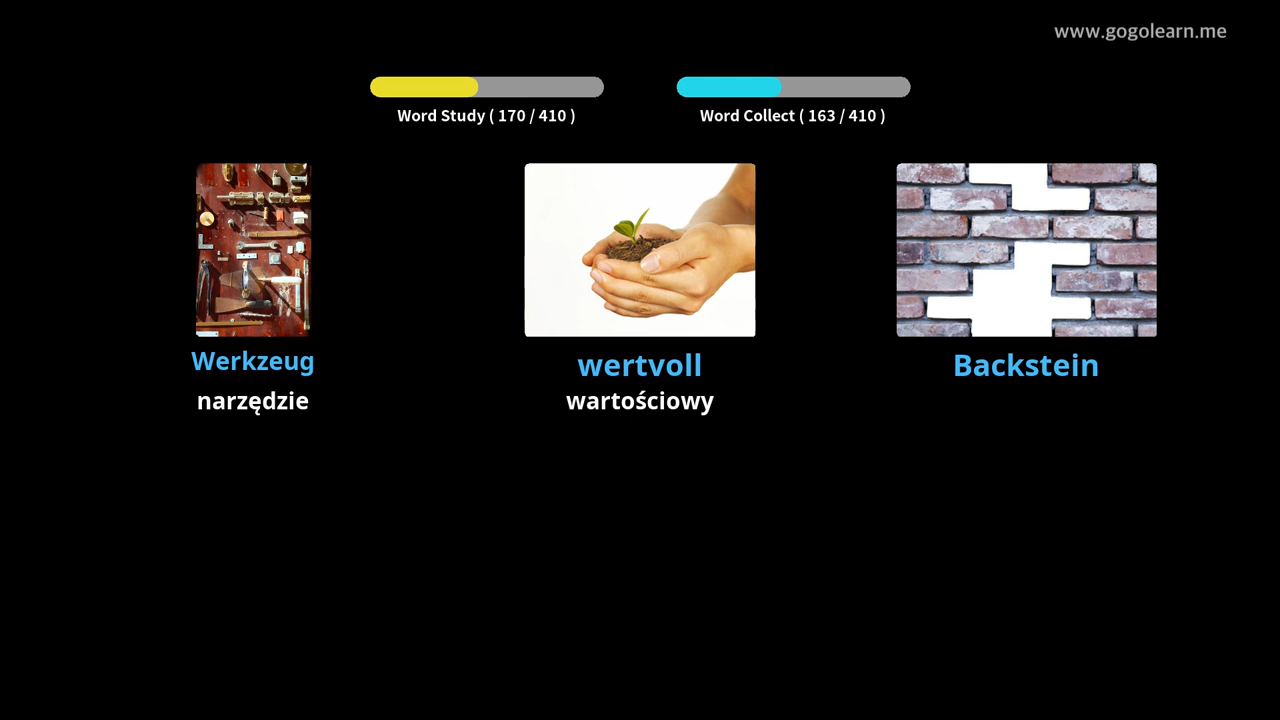 www.gogolearn.me
Word Study ( 170 / 410 )
Word Collect ( 163 / 410 )
Werkzeug
narzędzie
wertvoll
wartościowy
Backstein